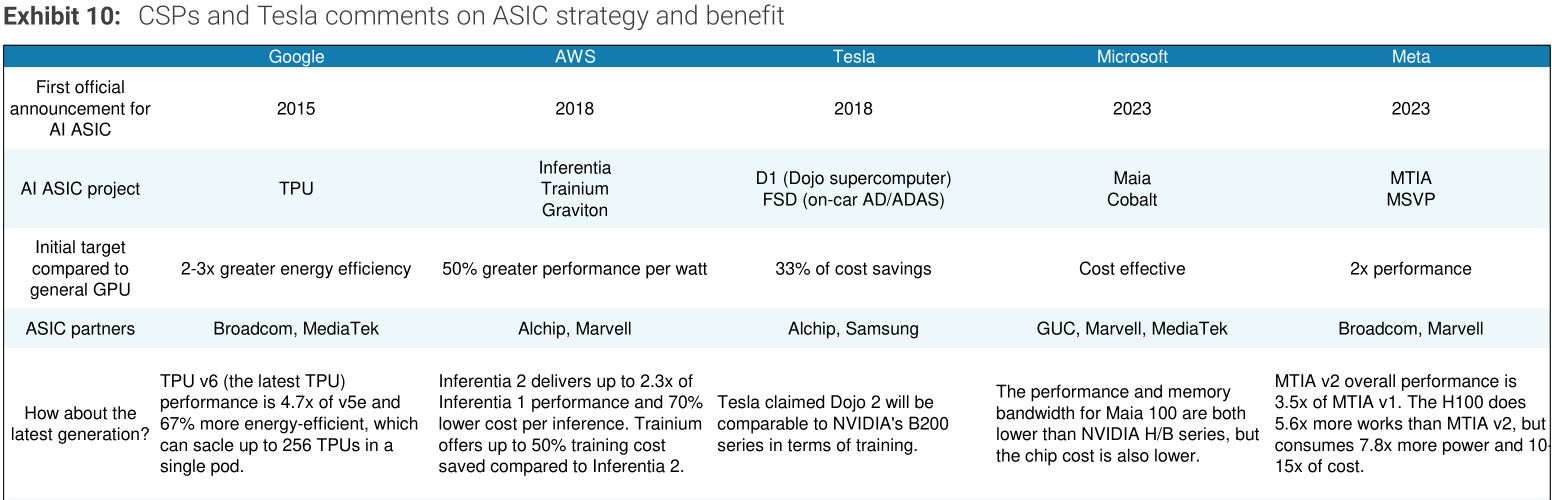 Exhibit 10: CSPs and Tesla comments on ASIC strategy and benefit
Google AWS Tesla Microsoft Meta
First official
announcement for
AI ASIC
2015
2018
2018
2023
2023
AI ASIC project
TPU
Inferentia
Trainium
Graviton
D1 (Dojo supercomputer)
FSD (on-car AD/ADAS)
Maia
Cobalt
MTIA
MSVP
Initial target
compared to
general GPU
2-3x greater energy efficiency
50% greater performance per watt
33% of cost savings
Cost effective
2x performance
ASIC partners
Broadcom, MediaTek
Alchip, Marvell
Alchip, Samsung
GUC, Marvell, MediaTek
Broadcom, Marvell
How about the
latest generation?
TPU v6 (the latest TPU)
performance is 4.7x of v5e and
67% more energy-efficient, which
can sacle up to 256 TPUs in a
single pod.
Inferentia 2 delivers up to 2.3x of
Inferentia 1 performance and 70%
lower cost per inference. Trainium
offers up to 50% training cost
saved compared to Inferentia 2.
Tesla claimed Dojo 2 will be
comparable to NVIDIA's B200
series in terms of training.
The performance and memory
bandwidth for Maia 100 are both
lower than NVIDIA H/B series, but
the chip cost is also lower.
MTIA v2 overall performance is
3.5x of MTIA v1. The H100 does
5.6x more works than MTIA v2, but
consumes 7.8x more power and 10-
15x of cost.